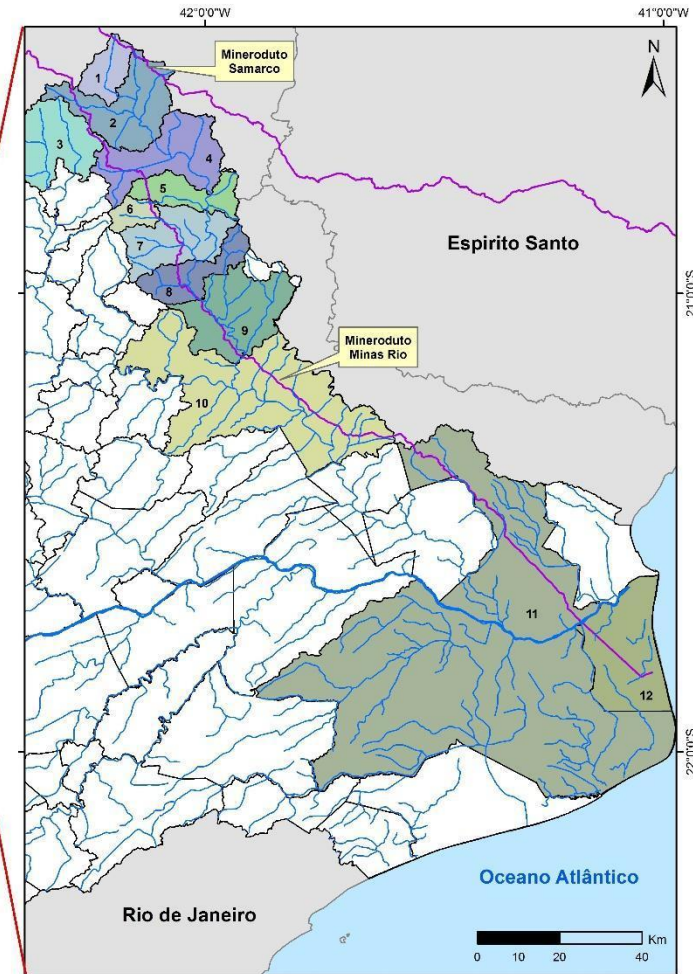 42°0'0"W
41°0'0"W
Mineroduto
Samarco
N
1
2
3
4
5
6
7
8
9
10
11
12
Espirito Santo
21°0'0"S
Mineroduto
Minas Rio
22°0'0"S
Oceano Atlântico
Rio de Janeiro
Km
0 10 20 40